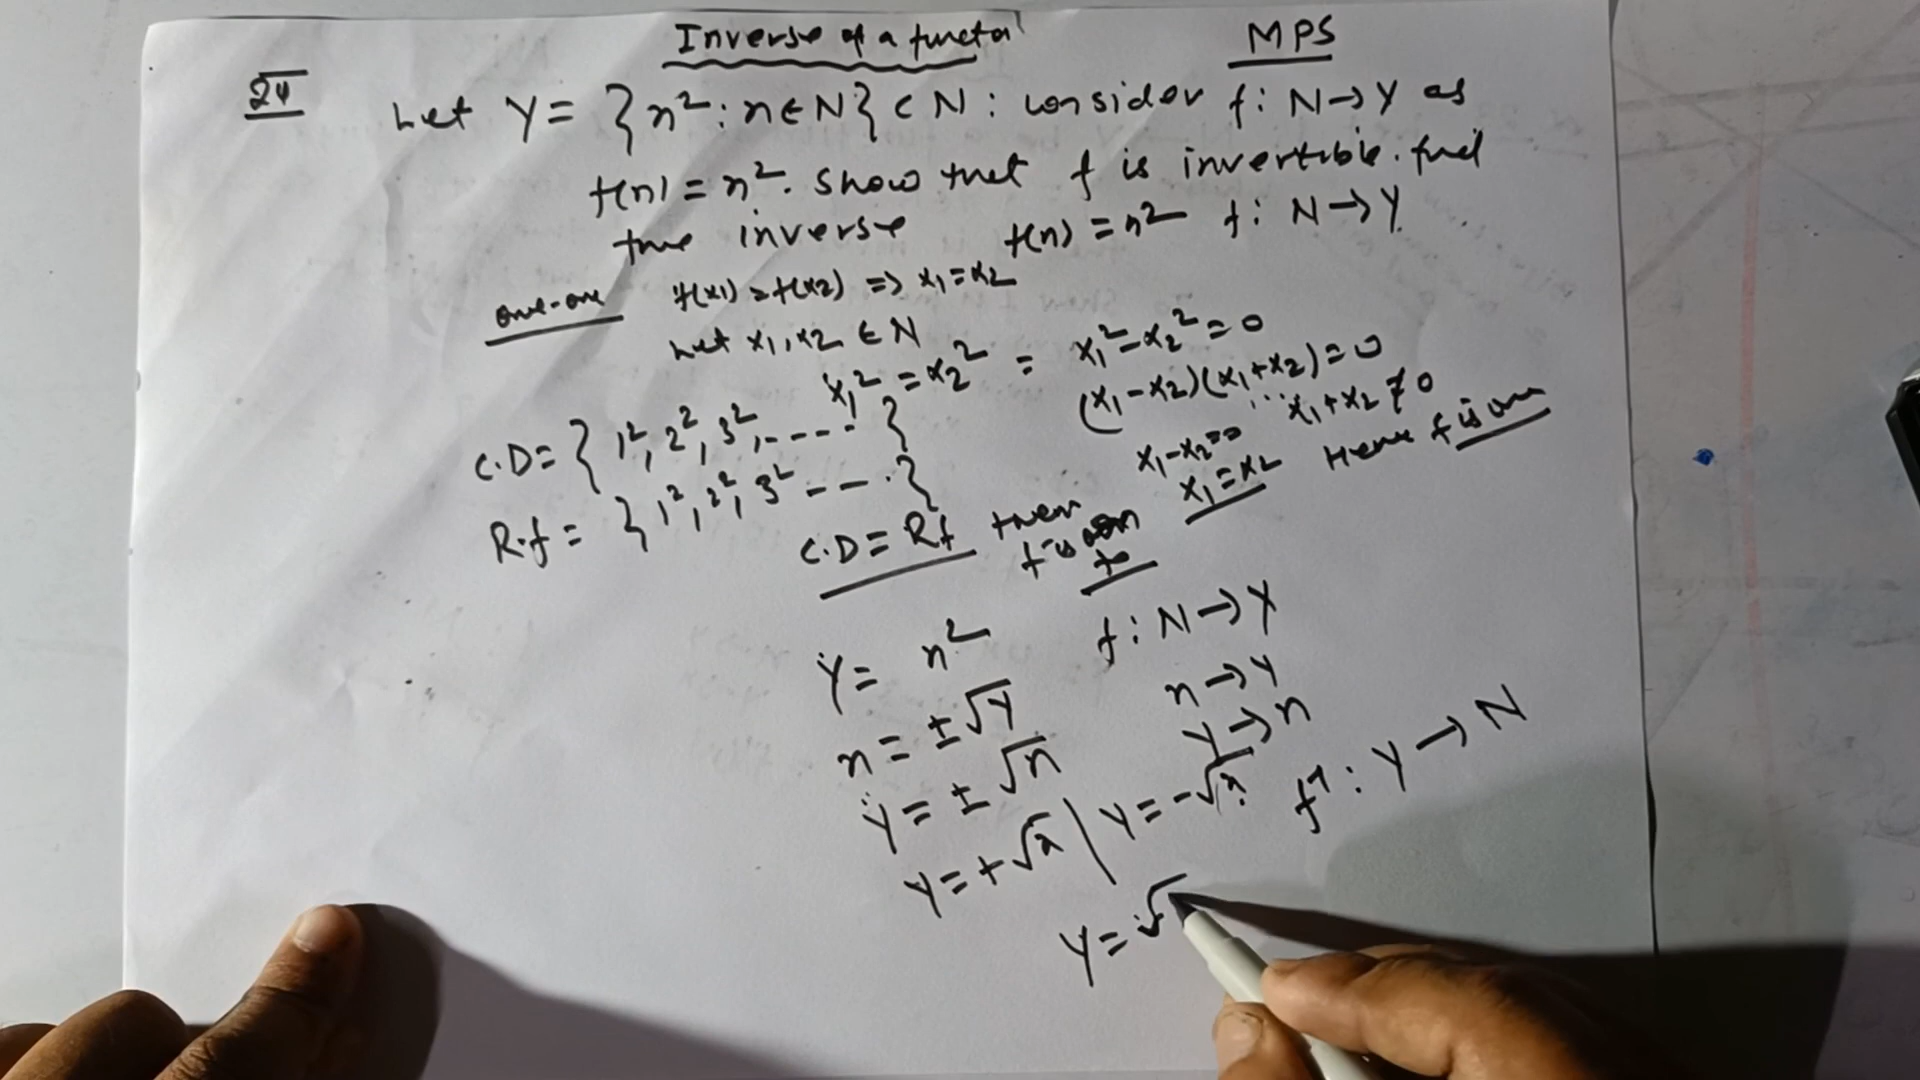 Inverse of a function
MPS
24
Let Y = {n² : n ∈ N} ⊂ N : consider f : N → Y as
f(n) = n². Show that f is invertible. find
the inverse f(n) = n² f : N → Y
one-one f(x1) = f(x2) => x1 = x2
Let x1, x2 ∈ N
x1² = x2² = x1² - x2² = 0
(x1 - x2)(x1 + x2) = 0
∴ x1 + x2 ≠ 0
x1 - x2 = 0
x1 = x2 Hence f is one
C.D = {1², 2², 3², - - - - }
R.f = {1², 2², 3² - - - }
C.D = Rf then
f is on
to
Y = n² f : N → Y
n = ± √Y n → Y
Y → n
Y = ± √n
Y = + √x | Y = - √x f⁻¹ : Y → N
Y = √